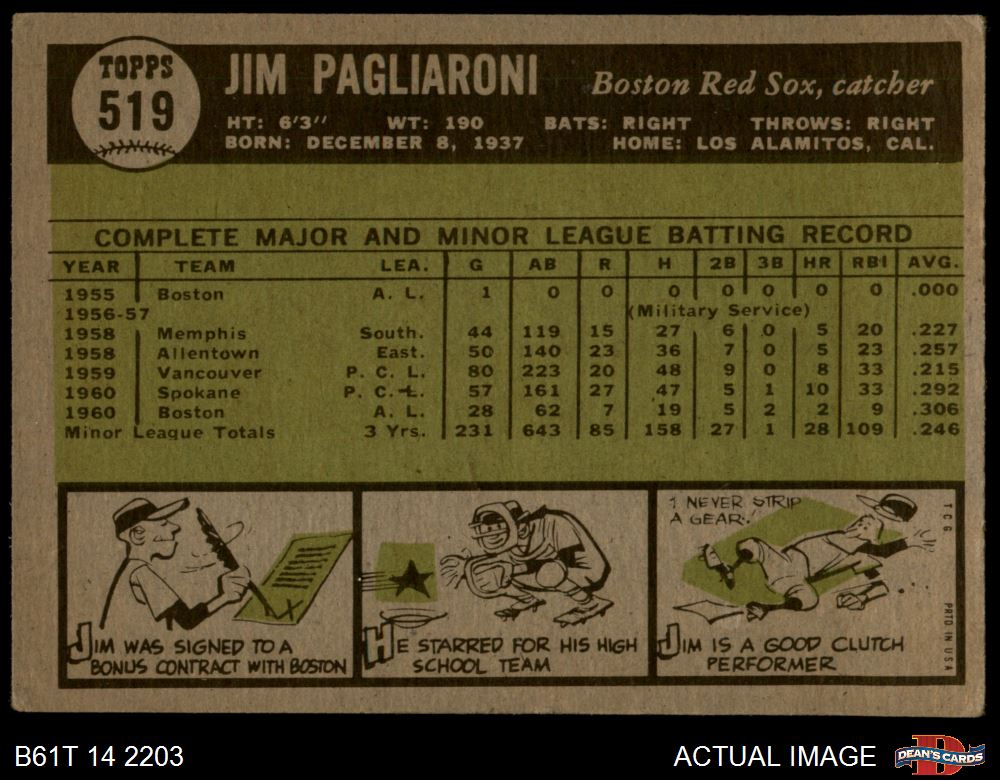 TOPPS
519
JIM PAGLIARONI Boston Red Sox, catcher
HT: 6'3" WT: 190 BATS: RIGHT THROWS: RIGHT
BORN: DECEMBER 8, 1937 HOME: LOS ALAMITOS, CAL.
COMPLETE MAJOR AND MINOR LEAGUE BATTING RECORD
YEAR TEAM LEA. G AB R H 2B 3B HR RBI AVG.
1955 Boston A. L. 1 0 0 0 0 0 0 0 .000
1956-57 (Military Service)
1958 Memphis South. 44 119 15 27 6 0 5 20 .227
1958 Allentown East. 50 140 23 36 7 0 5 23 .257
1959 Vancouver P. C. L. 80 223 20 48 9 0 8 33 .215
1960 Spokane P. C. L. 57 161 27 47 5 1 10 33 .292
1960 Boston A. L. 28 62 7 19 5 2 2 9 .306
Minor League Totals 3 Yrs. 231 643 85 158 27 1 28 109 .246
JIM WAS SIGNED TO A
BONUS CONTRACT WITH BOSTON
HE STARRED FOR HIS HIGH
SCHOOL TEAM
I NEVER STRIP
A GEAR.
JIM IS A GOOD CLUTCH
PERFORMER
T C G
PRTD IN USA
B61T 14 2203
ACTUAL IMAGE
DEAN'S CARDS